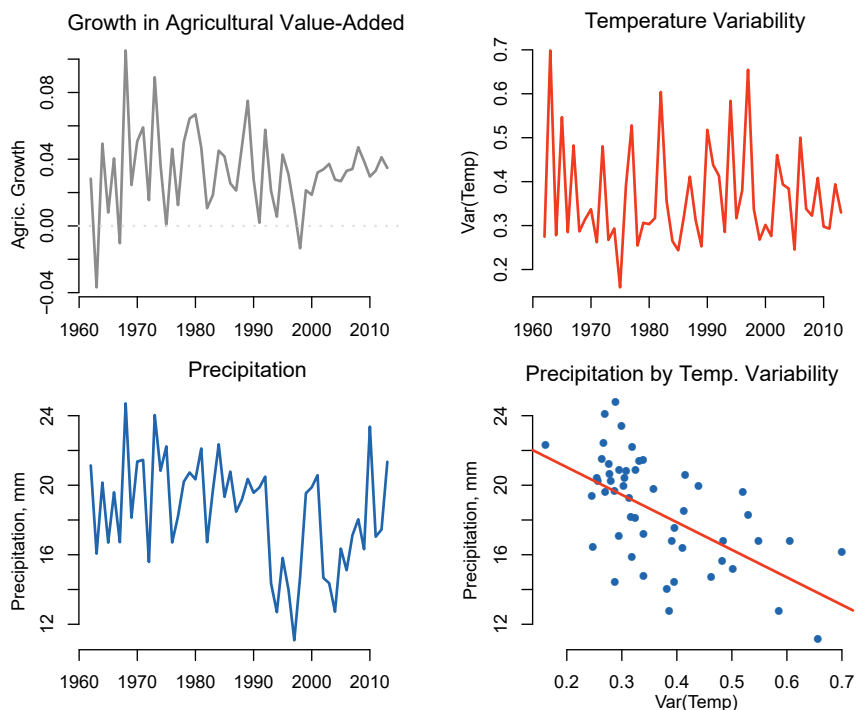 Growth in Agricultural Value-Added
Agric. Growth
0.08
0.04
0.00
−0.04
1960 1970 1980 1990 2000 2010
Temperature Variability
Var(Temp)
0.7
0.6
0.5
0.4
0.3
0.2
1960 1970 1980 1990 2000 2010
Precipitation
Precipitation, mm
24
20
16
12
1960 1970 1980 1990 2000 2010
Precipitation by Temp. Variability
Precipitation, mm
24
20
16
12
0.2 0.3 0.4 0.5 0.6 0.7
Var(Temp)